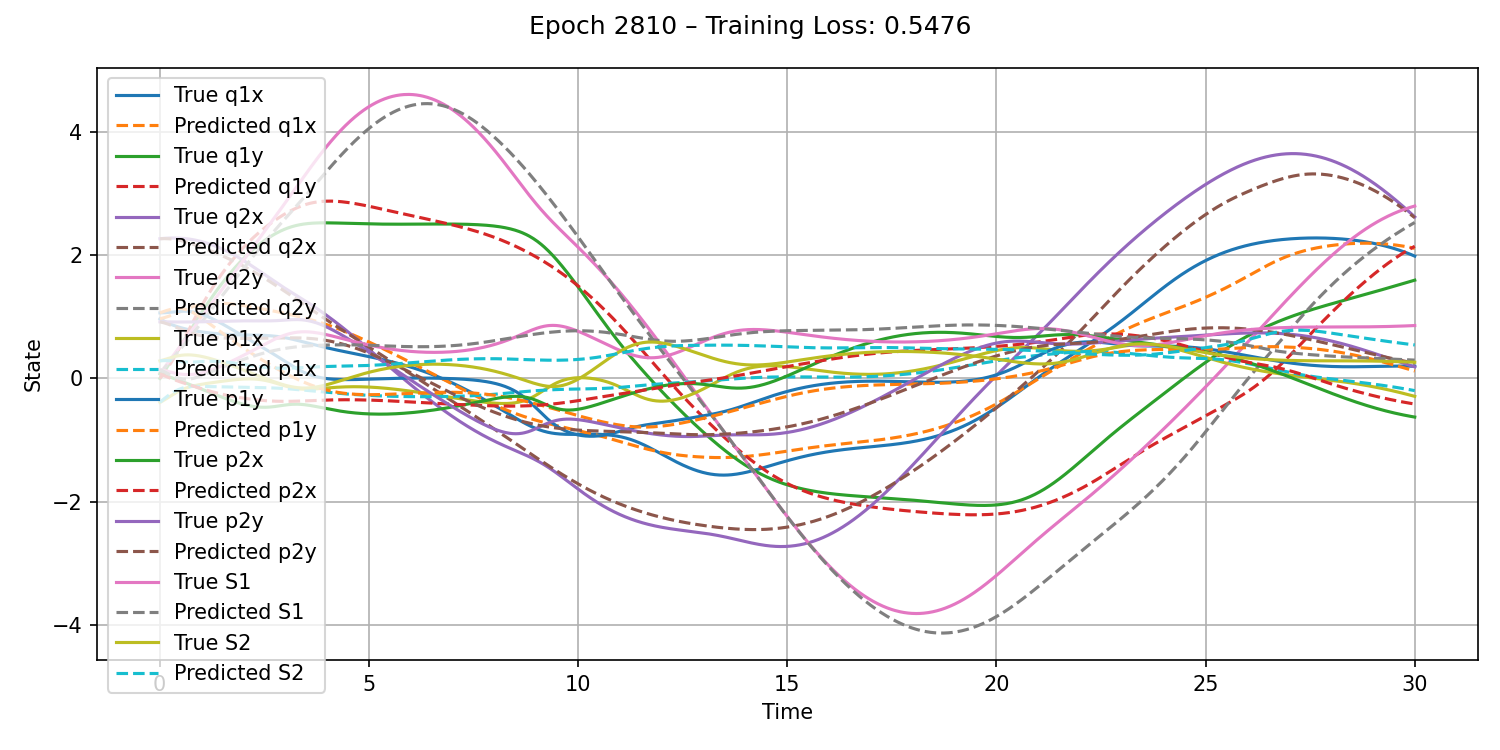 Epoch 2810 – Training Loss: 0.5476
State
4
2
0
−2
−4
True q1x
Predicted q1x
True q1y
Predicted q1y
True q2x
Predicted q2x
True q2y
Predicted q2y
True p1x
Predicted p1x
True p1y
Predicted p1y
True p2x
Predicted p2x
True p2y
Predicted p2y
True S1
Predicted S1
True S2
Predicted S2
0 5 10 15 20 25 30
Time